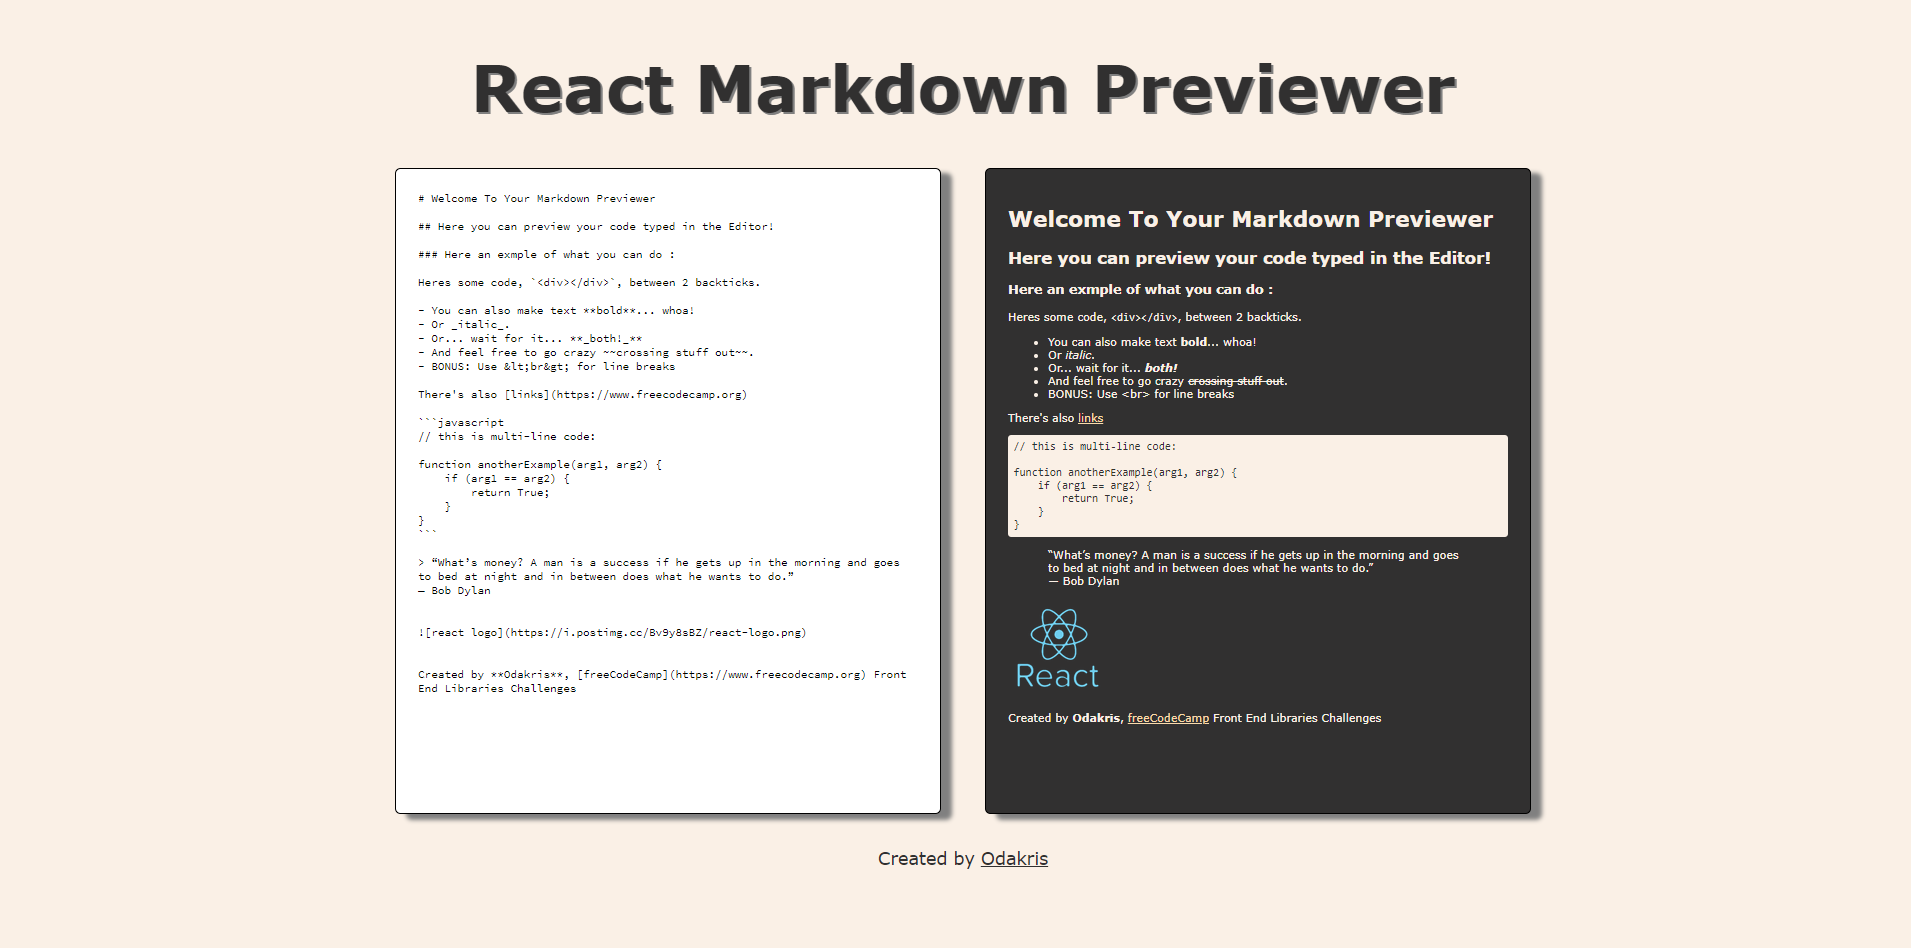 React Markdown Previewer
# Welcome To Your Markdown Previewer
## Here you can preview your code typed in the Editor!
### Here an exmple of what you can do :
Heres some code, `<div></div>`, between 2 backticks.
- You can also make text **bold**... whoa!
- Or _italic_.
- Or... wait for it... **_both!_**
- And feel free to go crazy ~~crossing stuff out~~.
- BONUS: Use &lt;br&gt; for line breaks
There's also [links](https://www.freecodecamp.org)
```javascript
// this is multi-line code:
function anotherExample(arg1, arg2) {
    if (arg1 == arg2) {
        return True;
    }
}
```
> “What’s money? A man is a success if he gets up in the morning and goes
to bed at night and in between does what he wants to do.”
― Bob Dylan
![react logo](https://i.postimg.cc/Bv9y8sBZ/react-logo.png)
Created by **Odakris**, [freeCodeCamp](https://www.freecodecamp.org) Front
End Libraries Challenges
Welcome To Your Markdown Previewer
Here you can preview your code typed in the Editor!
Here an exmple of what you can do :
Heres some code, <div></div>, between 2 backticks.
• You can also make text bold... whoa!
• Or italic.
• Or... wait for it... both!
• And feel free to go crazy crossing stuff out.
• BONUS: Use <br> for line breaks
There's also links
// this is multi-line code:
function anotherExample(arg1, arg2) {
    if (arg1 == arg2) {
        return True;
    }
}
“What’s money? A man is a success if he gets up in the morning and goes
to bed at night and in between does what he wants to do.”
― Bob Dylan
React
Created by Odakris, freeCodeCamp Front End Libraries Challenges
Created by Odakris